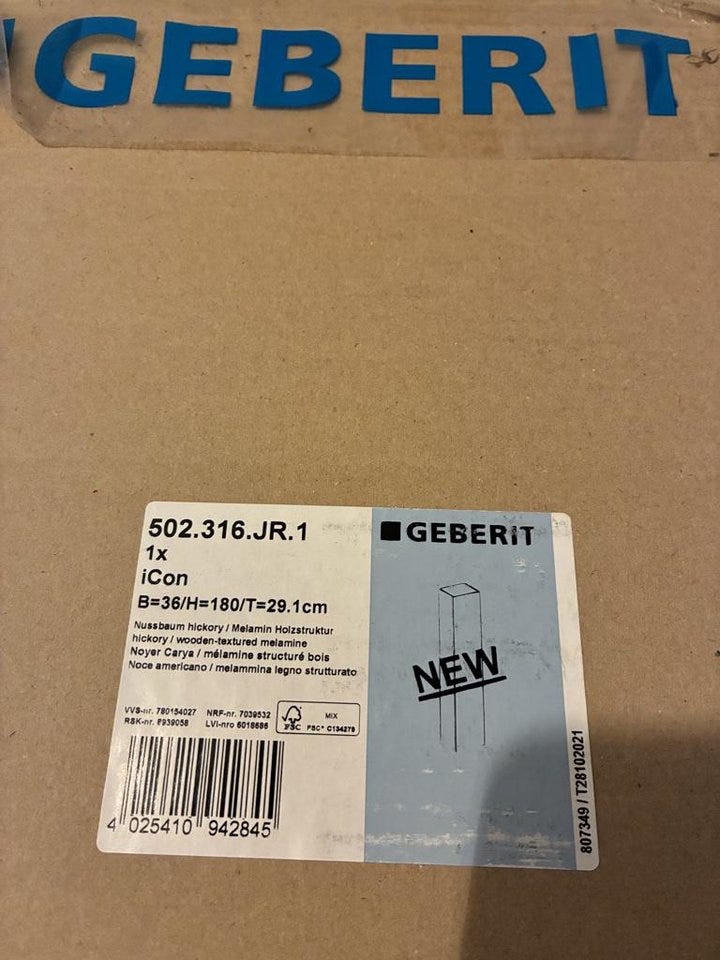 GEBERIT
502.316.JR.1
1x
iCon
B=36/H=180/T=29.1cm
Nussbaum hickory / Melamin Holzstruktur
hickory / wooden-textured melamine
Noyer Carya / mélamine structuré bois
Noce americano / melammina legno strutturato
VVS-nr. 780154027 NRF-nr. 7039532
RSK-nr. F939058 LVI-nro 6018686
FSC
MIX
FSC® C134279
4 025410 942845
GEBERIT
NEW
807349 / T28102021